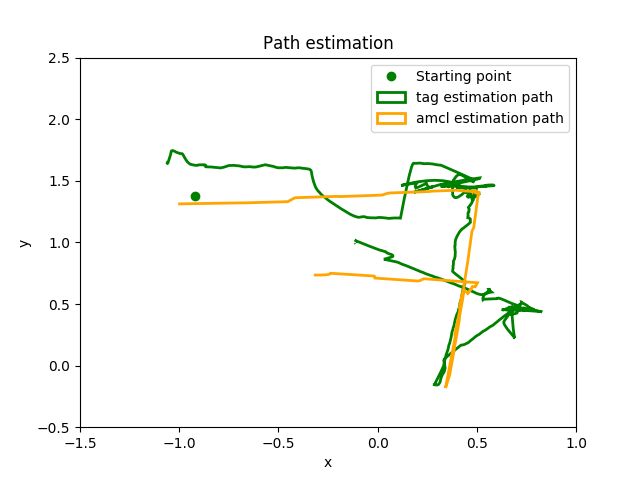 Path estimation
Starting point
tag estimation path
amcl estimation path
2.5
2.0
1.5
1.0
0.5
0.0
−0.5
y
−1.5
−1.0
−0.5
0.0
0.5
1.0
x